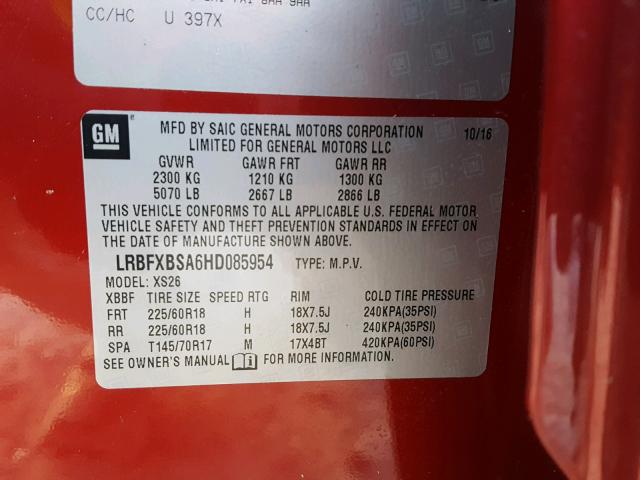 CC/HC U 397X
GM
MFD BY SAIC GENERAL MOTORS CORPORATION 10/16
LIMITED FOR GENERAL MOTORS LLC
GVWR GAWR FRT GAWR RR
2300 KG 1210 KG 1300 KG
5070 LB 2667 LB 2866 LB
THIS VEHICLE CONFORMS TO ALL APPLICABLE U.S. FEDERAL MOTOR
VEHICLE SAFETY AND THEFT PREVENTION STANDARDS IN EFFECT ON
THE DATE OF MANUFACTURE SHOWN ABOVE.
LRBFXBSA6HD085954 TYPE: M.P.V.
MODEL: XS26
XBBF TIRE SIZE SPEED RTG RIM COLD TIRE PRESSURE
FRT 225/60R18 H 18X7.5J 240KPA(35PSI)
RR 225/60R18 H 18X7.5J 240KPA(35PSI)
SPA T145/70R17 M 17X4BT 420KPA(60PSI)
SEE OWNER'S MANUAL FOR MORE INFORMATION.